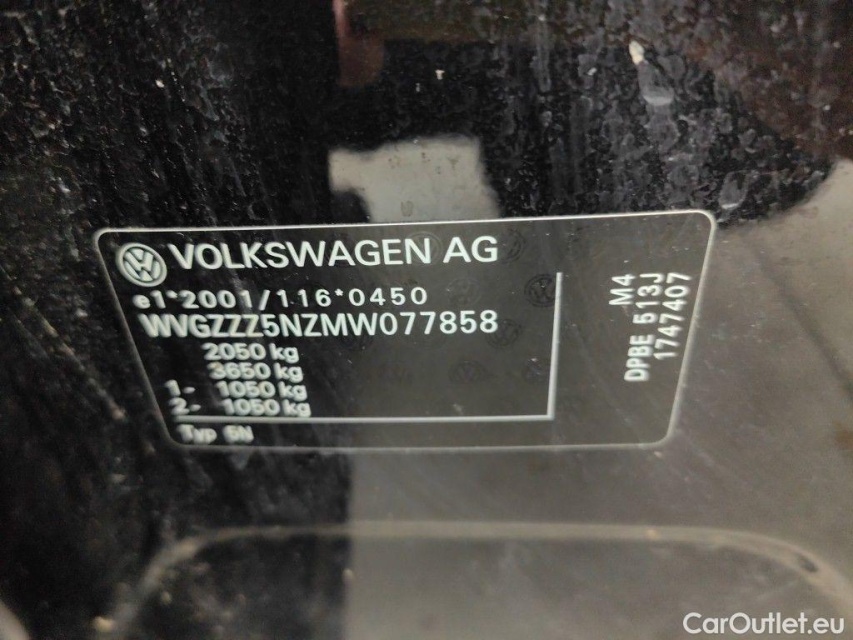 VOLKSWAGEN AG
e1*2001/116*0450
WVGZZZ5NZMW077858
2050 kg
3650 kg
1- 1050 kg
2- 1050 kg
Typ 5N
M4
DPBE 513J
1747407
CarOutlet.eu